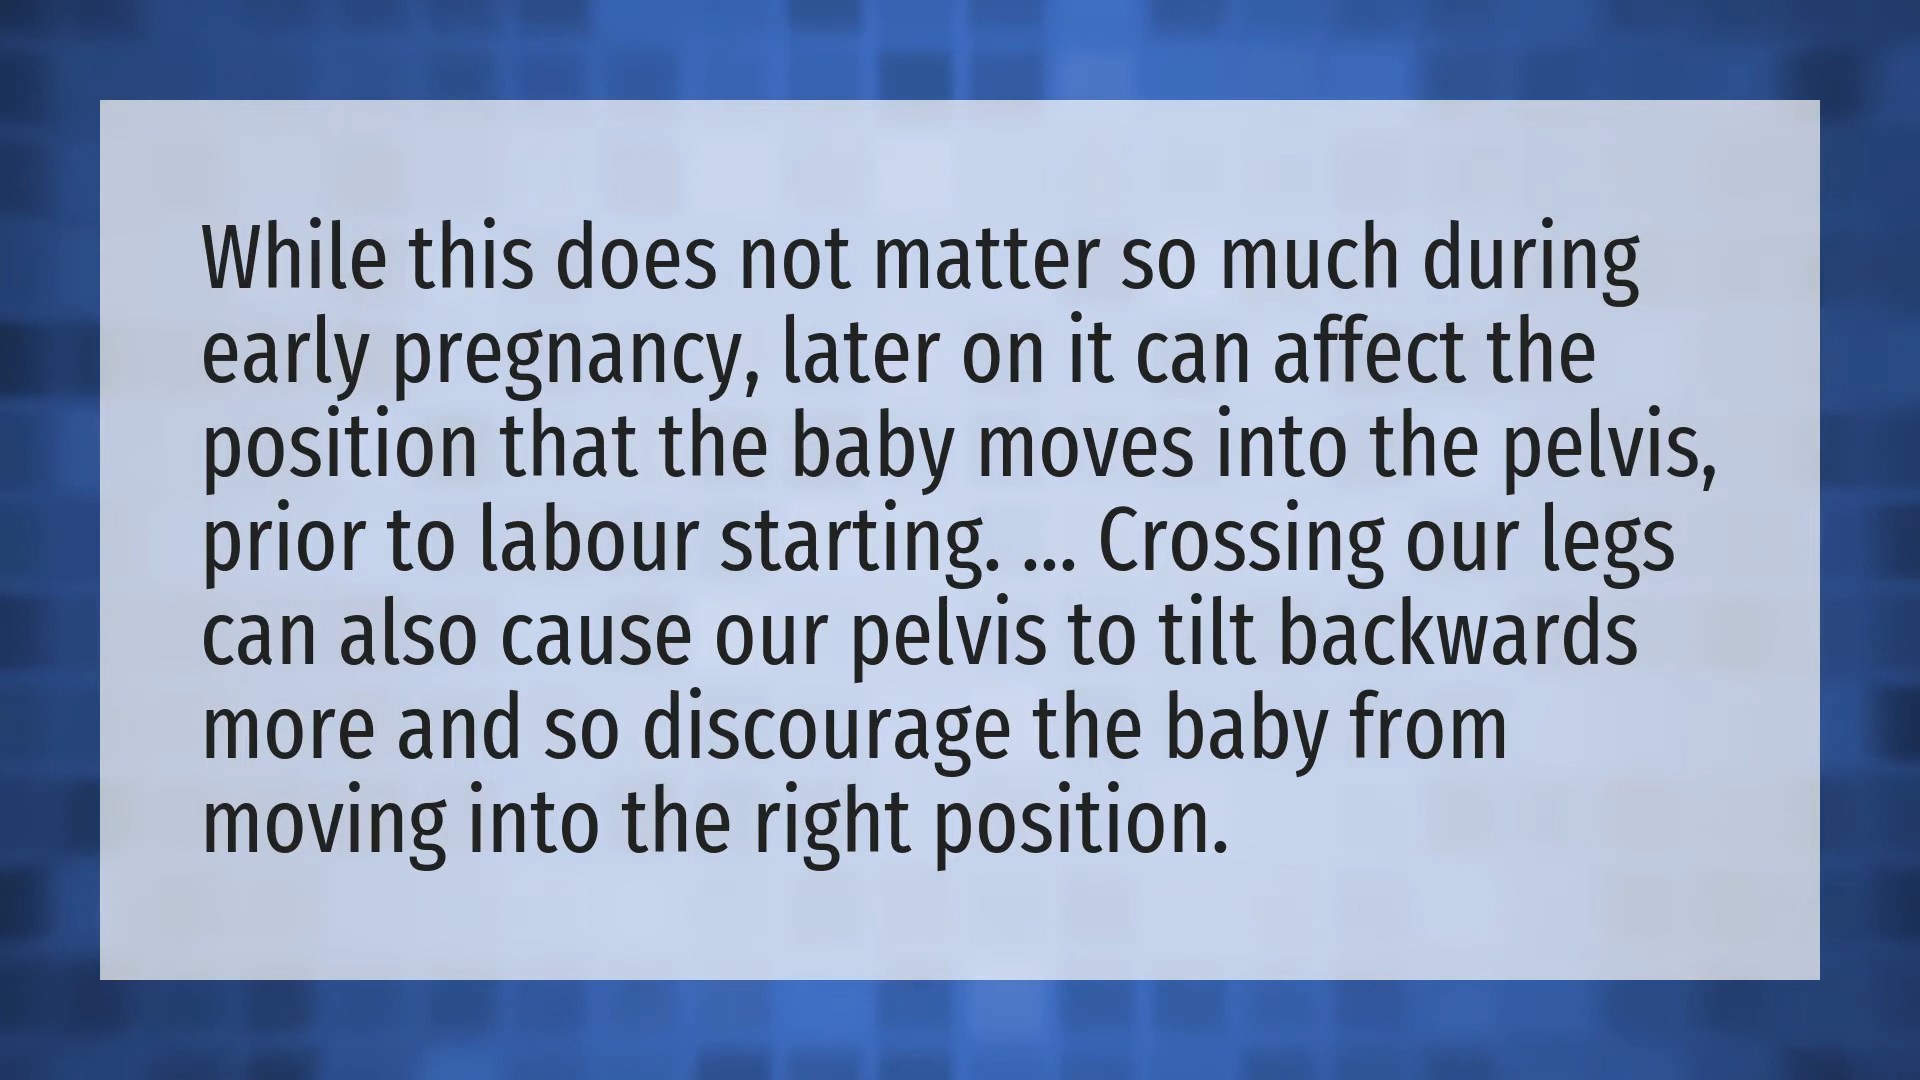 While this does not matter so much during
early pregnancy, later on it can affect the
position that the baby moves into the pelvis,
prior to labour starting. ... Crossing our legs
can also cause our pelvis to tilt backwards
more and so discourage the baby from
moving into the right position.